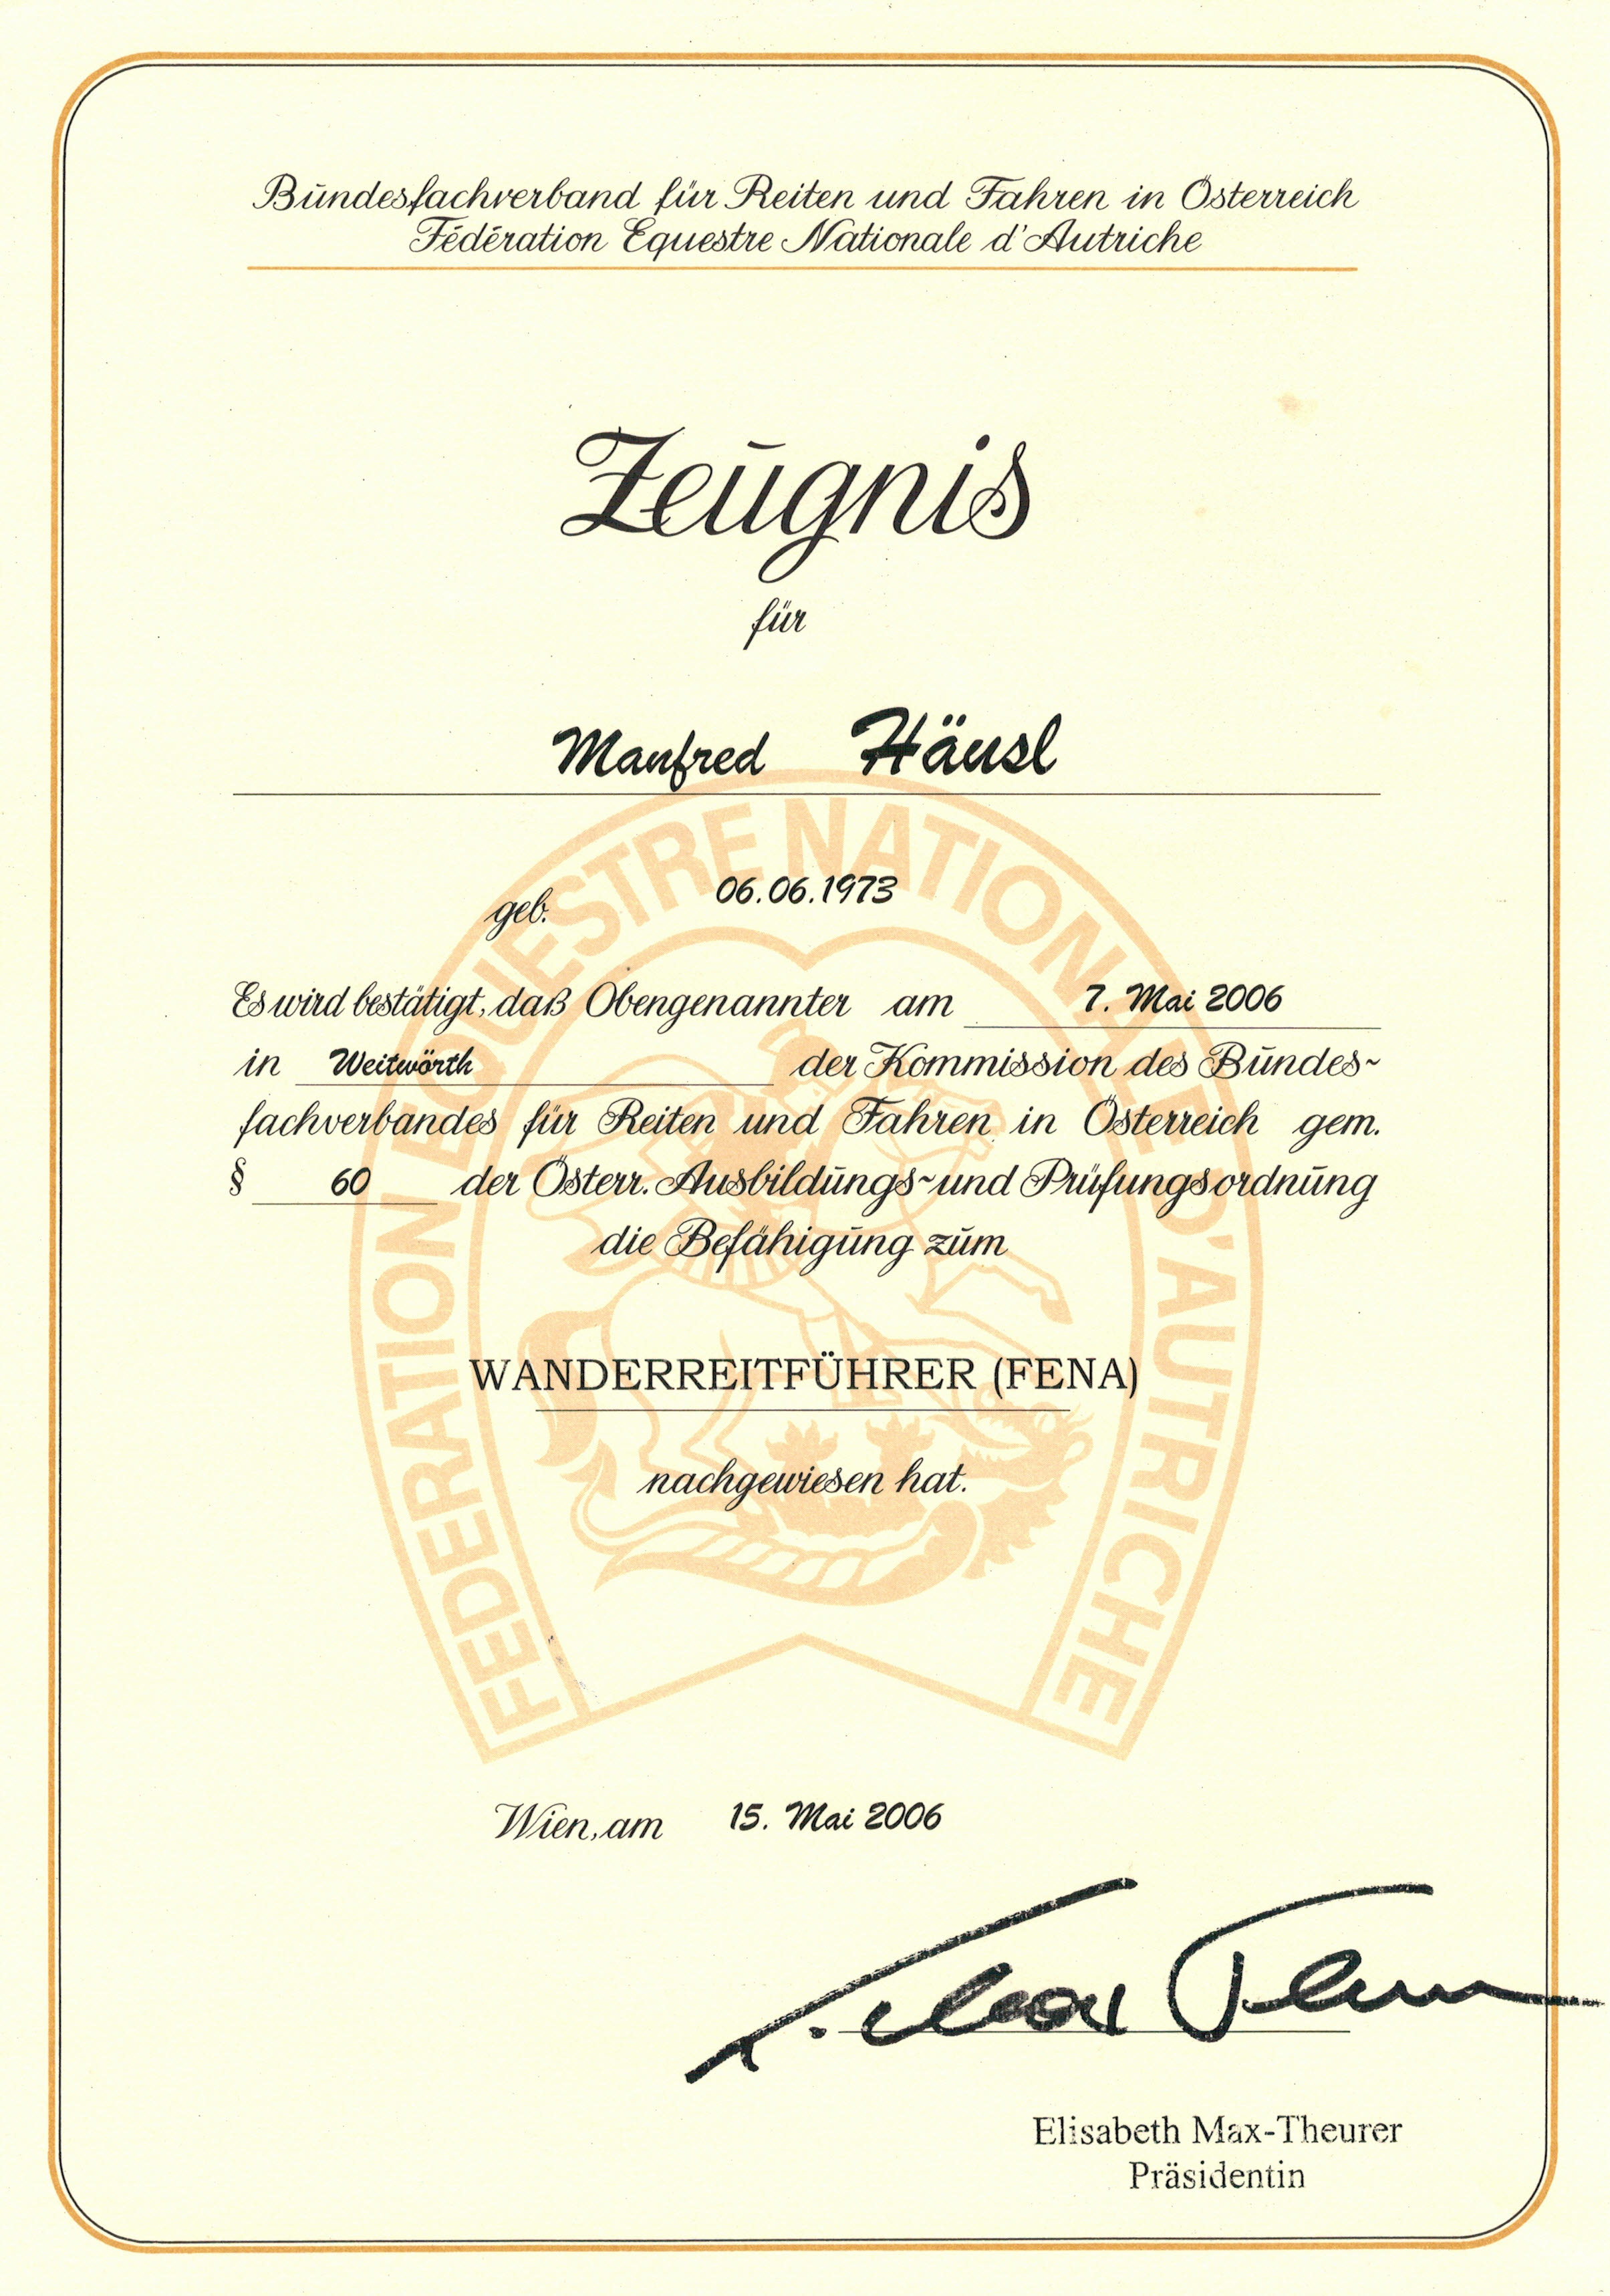 Bundesfachverband für Reiten und Fahren in Österreich
Fédération Equestre Nationale d'Autriche
Zeugnis
für
Manfred Häusl
geb. 06.06.1973
Es wird bestätigt, daß Obengenannter am 7. Mai 2006
in Weitwörth der Kommission des Bundes-
fachverbandes für Reiten und Fahren in Österreich gem.
§ 60 der Österr. Ausbildungs- und Prüfungsordnung
die Befähigung zum
WANDERREITFÜHRER (FENA)
nachgewiesen hat.
FEDERATION EQUESTRE NATIONALE D'AUTRICHE
Wien, am 15. Mai 2006
Elisabeth Max-Theurer
Präsidentin